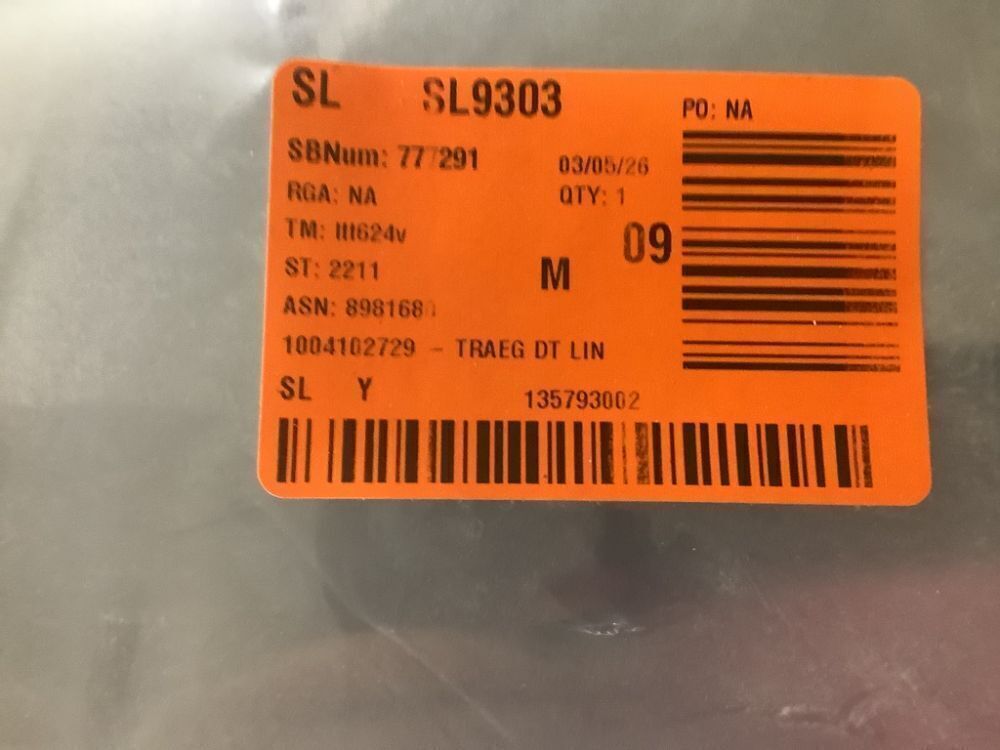 SL SL9303 PO: NA
SBNum: 777291 03/05/26
RGA: NA QTY: 1
TM: 09
ST: 2211 M
ASN:
1004102729 - TRAEG DT LIN
SL Y 135793002